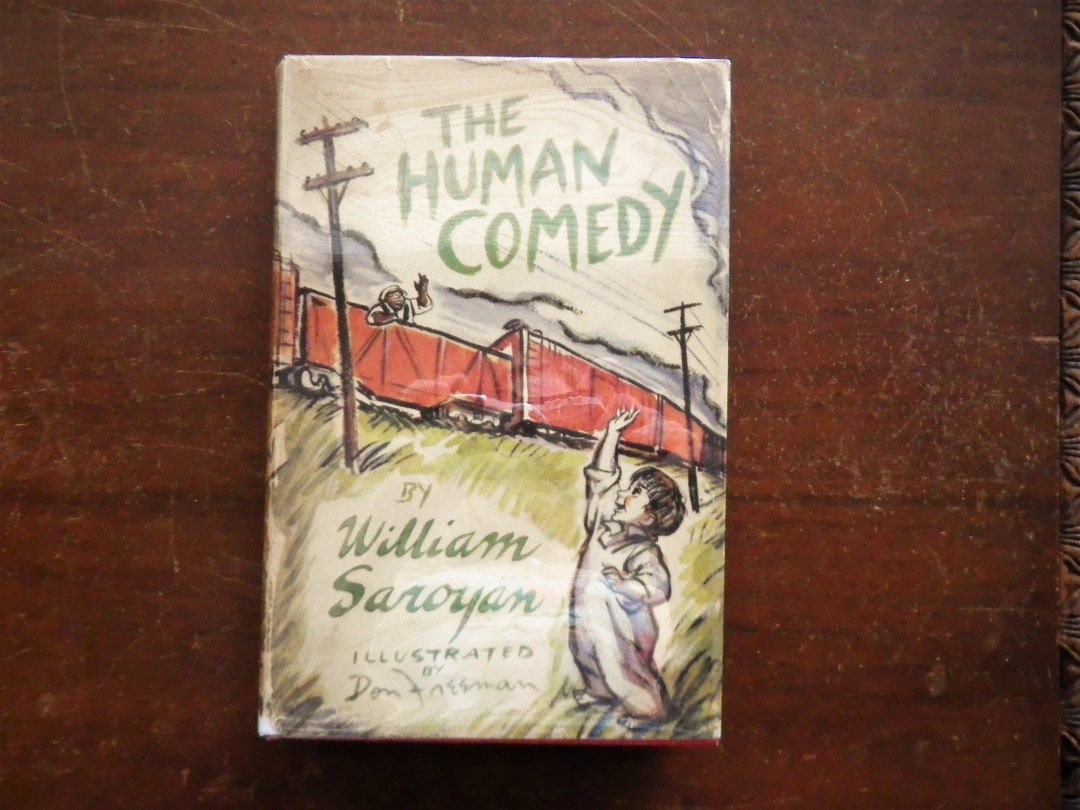 THE
HUMAN
COMEDY
BY
William
Saroyan
ILLUSTRATED
BY
Don Freeman